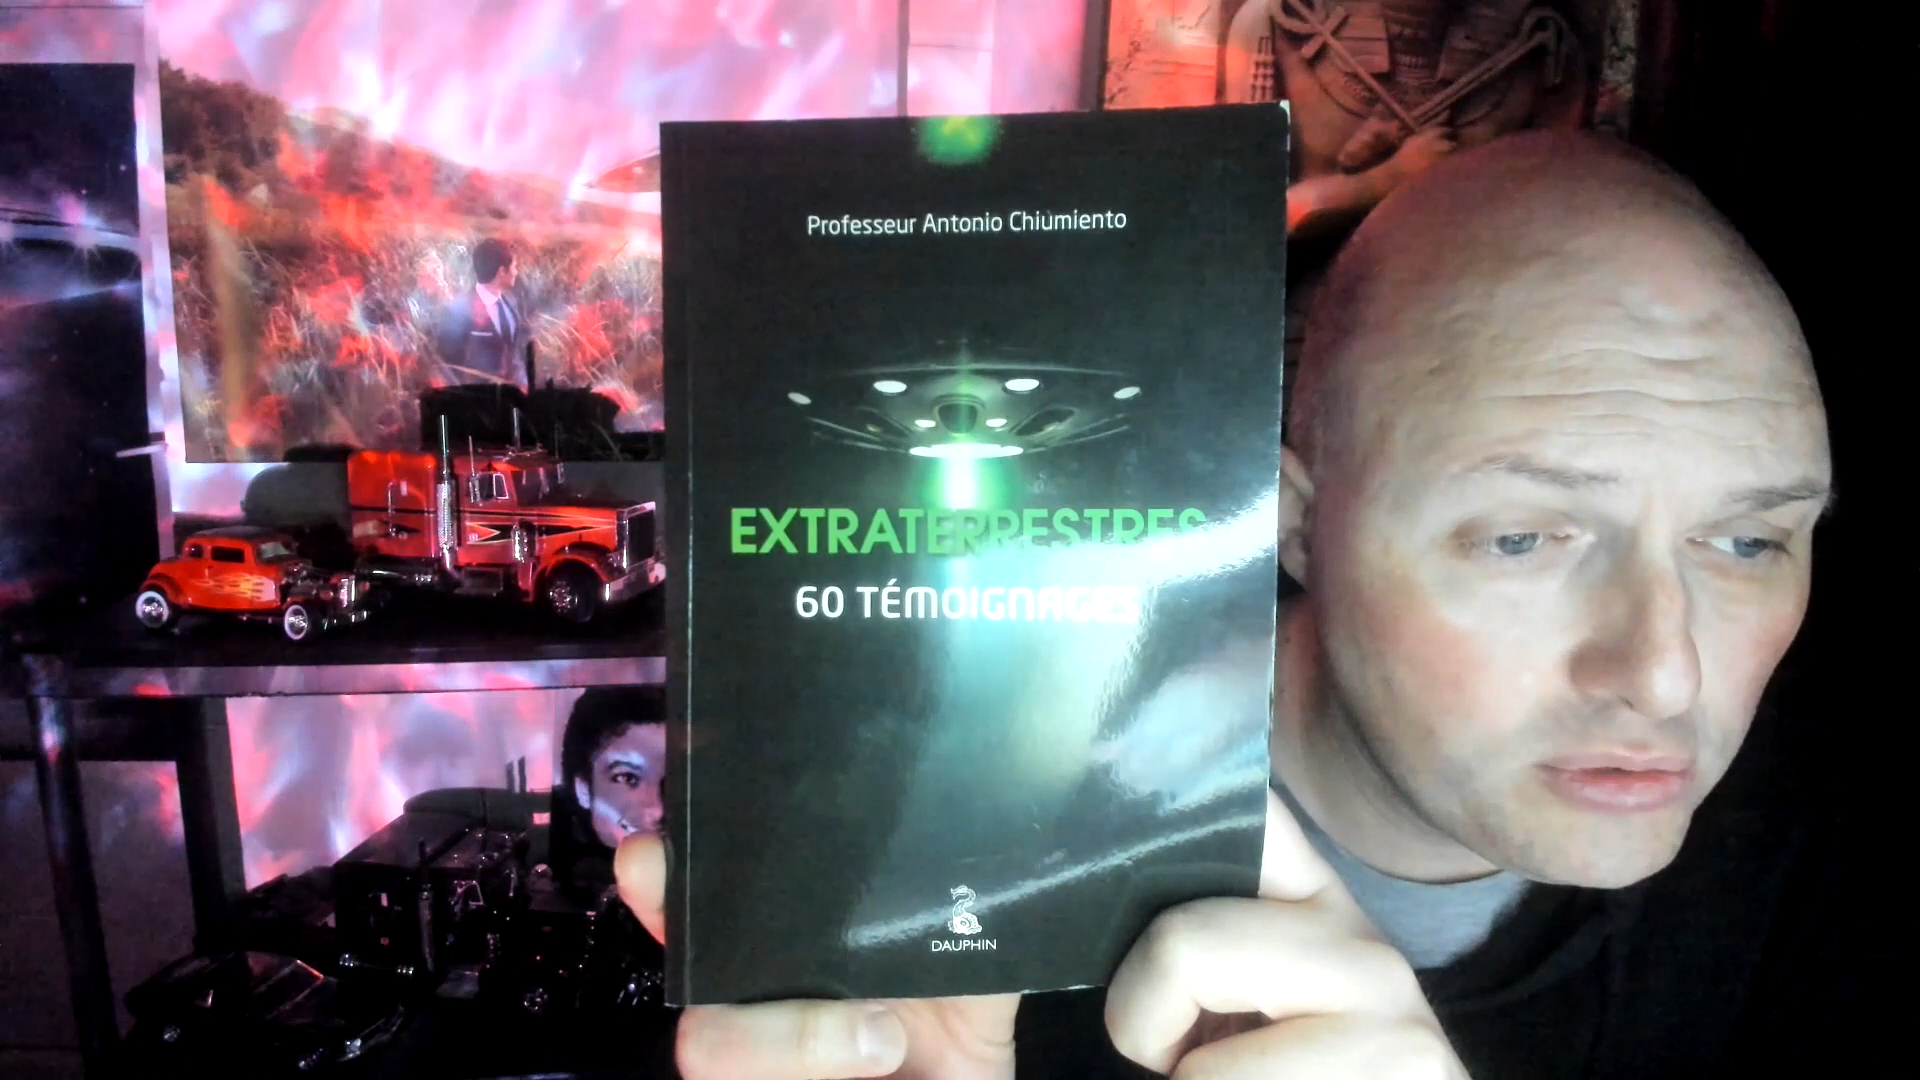 Professeur Antonio Chiumiento
EXTRATERRESTRES
60 TÉMOIGNAGES
DAUPHIN